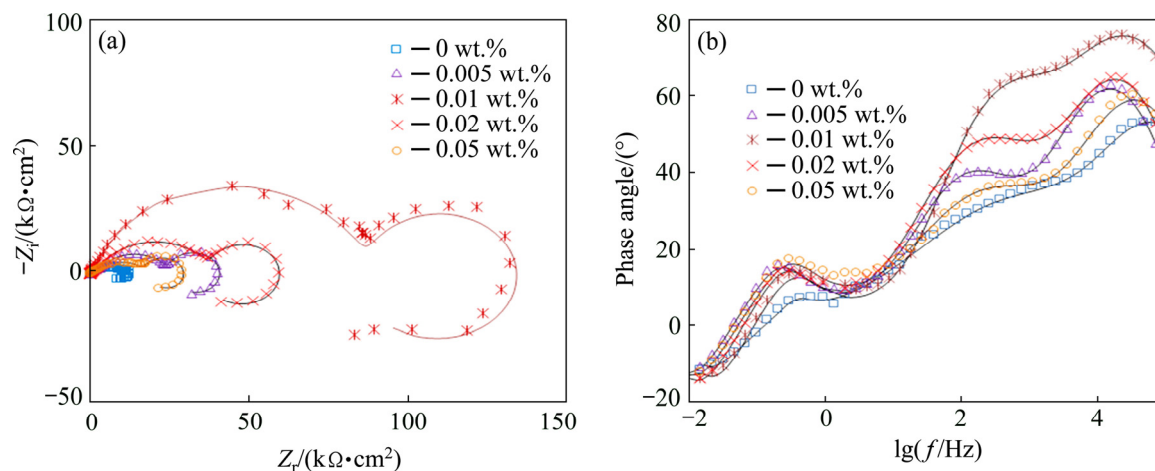 (a)
100
50
0
−50
0
50
100
150
−Zi/(kΩ•cm2)
Zr/(kΩ•cm2)
— 0 wt.%
— 0.005 wt.%
— 0.01 wt.%
— 0.02 wt.%
— 0.05 wt.%
(b)
80
60
40
20
0
−20
−2
0
2
4
Phase angle/(°)
lg(f/Hz)
— 0 wt.%
— 0.005 wt.%
— 0.01 wt.%
— 0.02 wt.%
— 0.05 wt.%